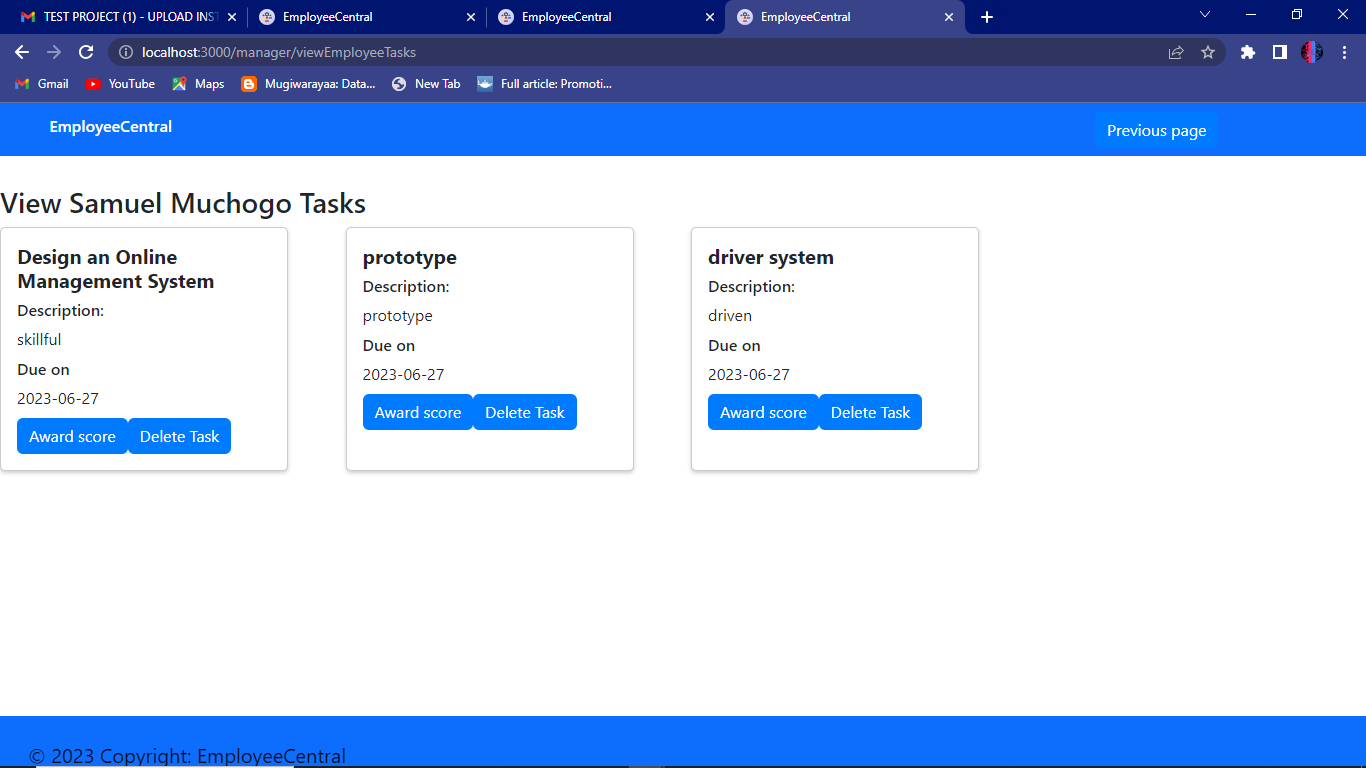 TEST PROJECT (1) - UPLOAD INST
EmployeeCentral
EmployeeCentral
EmployeeCentral
localhost:3000/manager/viewEmployeeTasks
Gmail
YouTube
Maps
Mugiwarayaa: Data...
New Tab
Full article: Promoti...
EmployeeCentral
Previous page
View Samuel Muchogo Tasks
Design an Online
Management System
Description:
skillful
Due on
2023-06-27
Award score Delete Task
prototype
Description:
prototype
Due on
2023-06-27
Award score Delete Task
driver system
Description:
driven
Due on
2023-06-27
Award score Delete Task
© 2023 Copyright: EmployeeCentral